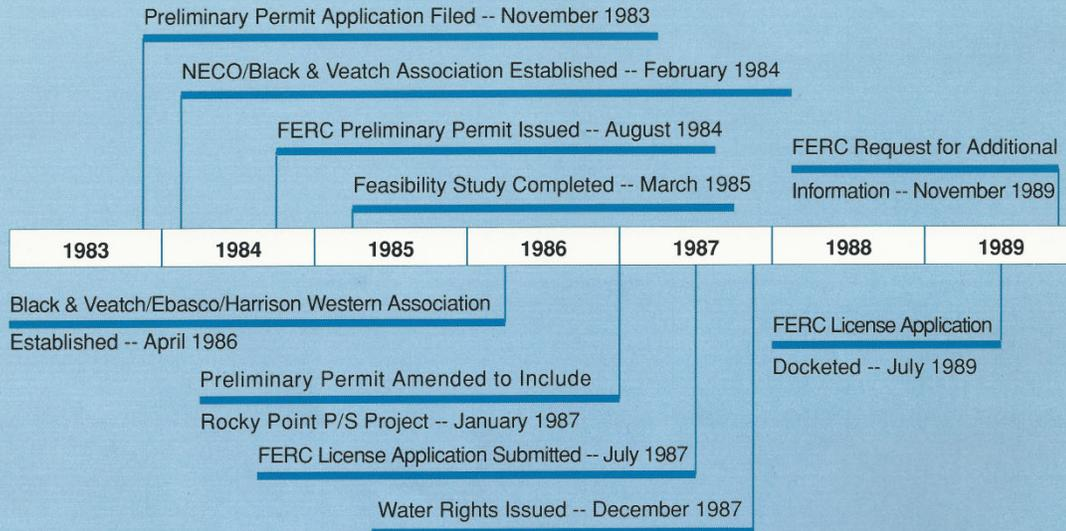 Preliminary Permit Application Filed -- November 1983
NECO/Black & Veatch Association Established -- February 1984
FERC Preliminary Permit Issued -- August 1984
FERC Request for Additional
Information -- November 1989
Feasibility Study Completed -- March 1985
1983 1984 1985 1986 1987 1988 1989
Black & Veatch/Ebasco/Harrison Western Association
Established -- April 1986
FERC License Application
Docketed -- July 1989
Preliminary Permit Amended to Include
Rocky Point P/S Project -- January 1987
FERC License Application Submitted -- July 1987
Water Rights Issued -- December 1987